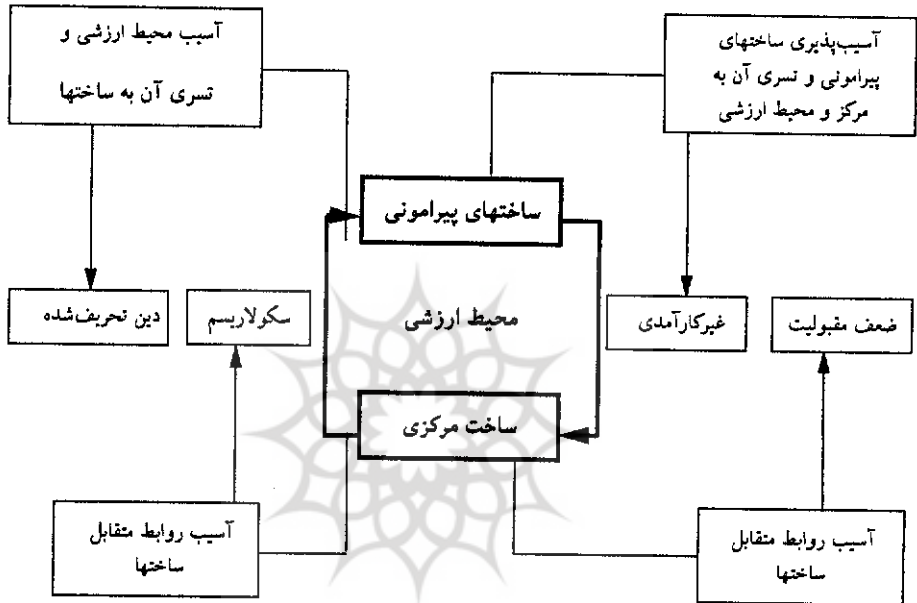 آسیب‌پذیری ساختهای
پیرامونی و تسری آن به
مرکز و محیط ارزشی
آسیب محیط ارزشی و
تسری آن به ساختها
ساختهای پیرامونی
ضعف مقبولیت
غیرکارآمدی
محیط ارزشی
سکولاریسم
دین تحریف‌شده
ساخت مرکزی
آسیب روابط متقابل
ساختها
آسیب روابط متقابل
ساختها